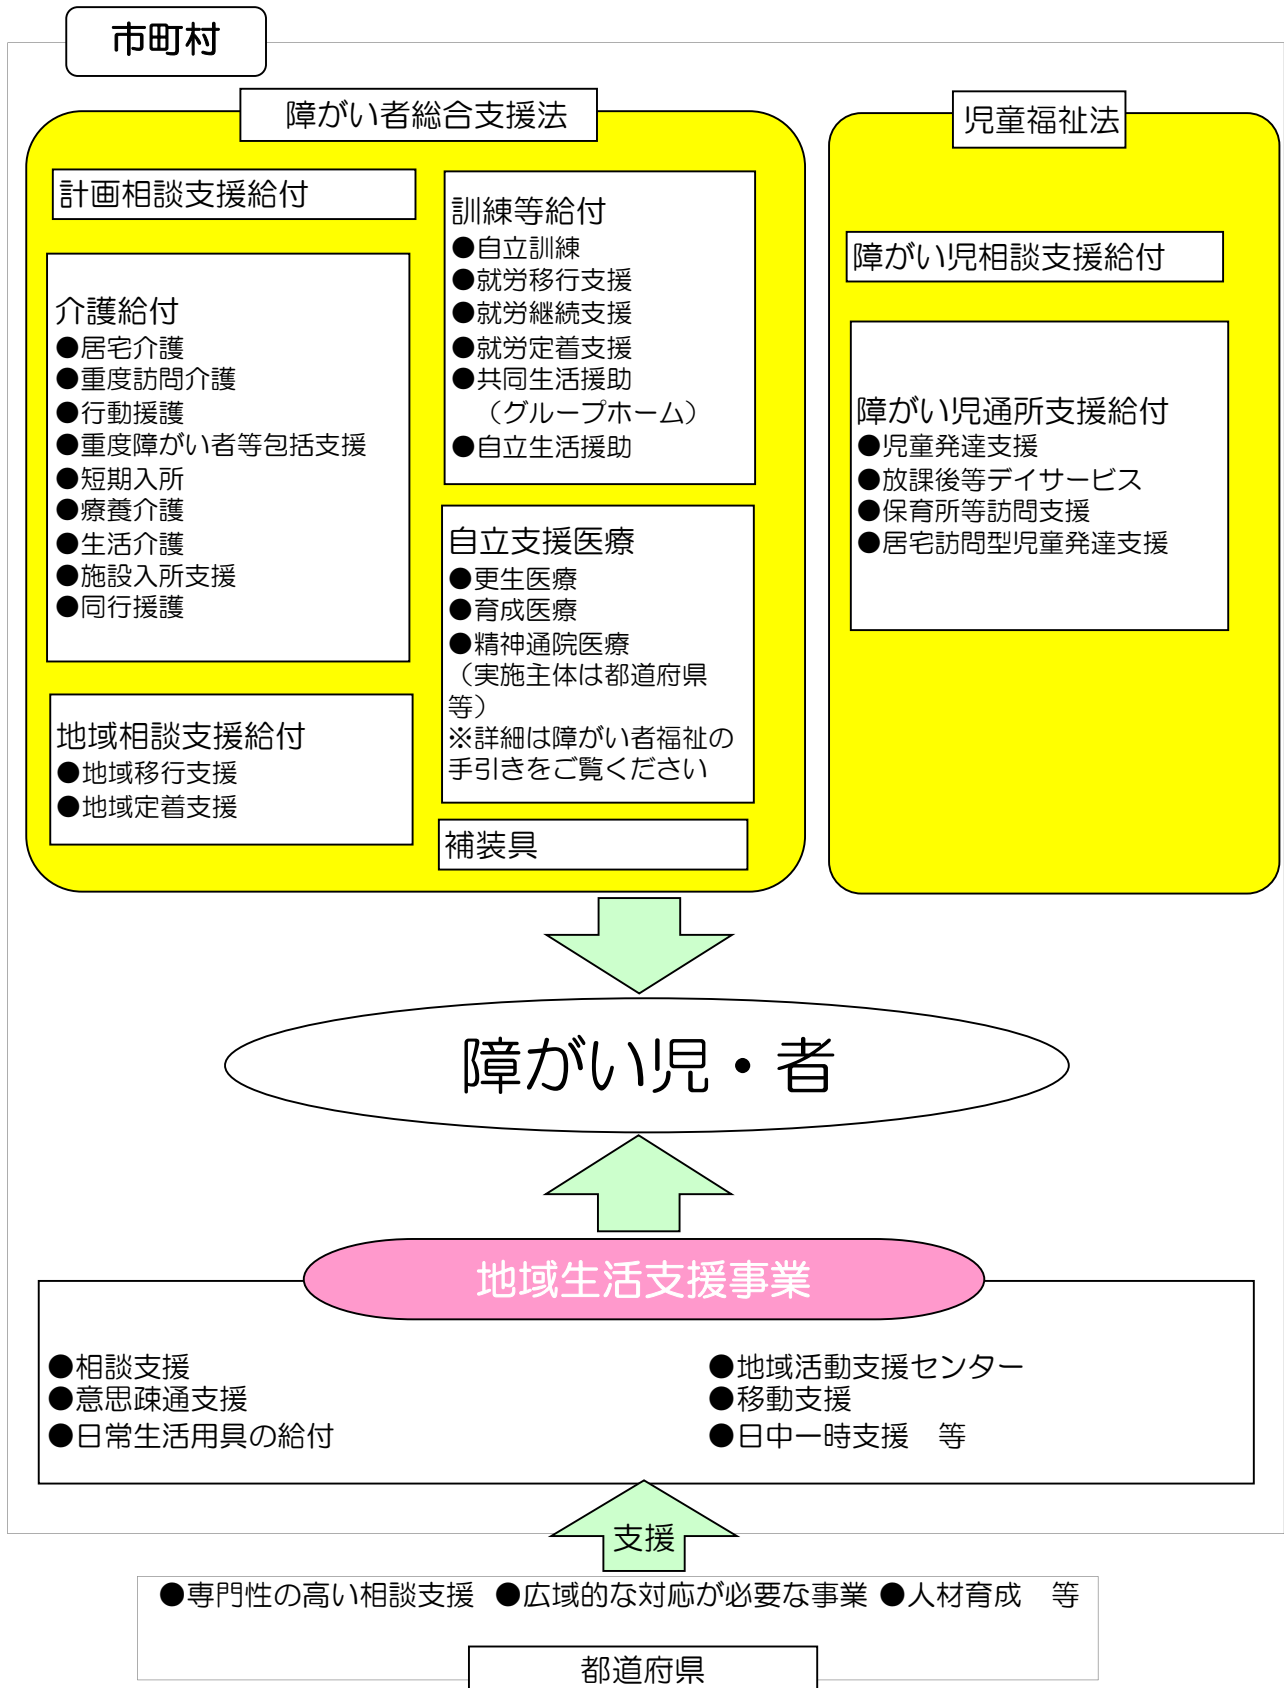 市町村
障がい者総合支援法
計画相談支援給付
介護給付
●居宅介護
●重度訪問介護
●行動援護
●重度障がい者等包括支援
●短期入所
●療養介護
●生活介護
●施設入所支援
●同行援護
地域相談支援給付
●地域移行支援
●地域定着支援
訓練等給付
●自立訓練
●就労移行支援
●就労継続支援
●就労定着支援
●共同生活援助
（グループホーム）
●自立生活援助
自立支援医療
●更生医療
●育成医療
●精神通院医療
（実施主体は都道府県
等）
※詳細は障がい者福祉の
手引きをご覧ください
補装具
児童福祉法
障がい児相談支援給付
障がい児通所支援給付
●児童発達支援
●放課後等デイサービス
●保育所等訪問支援
●居宅訪問型児童発達支援
障がい児・者
地域生活支援事業
●相談支援
●意思疎通支援
●日常生活用具の給付
●地域活動支援センター
●移動支援
●日中一時支援　等
支援
●専門性の高い相談支援　●広域的な対応が必要な事業 ●人材育成　等
都道府県